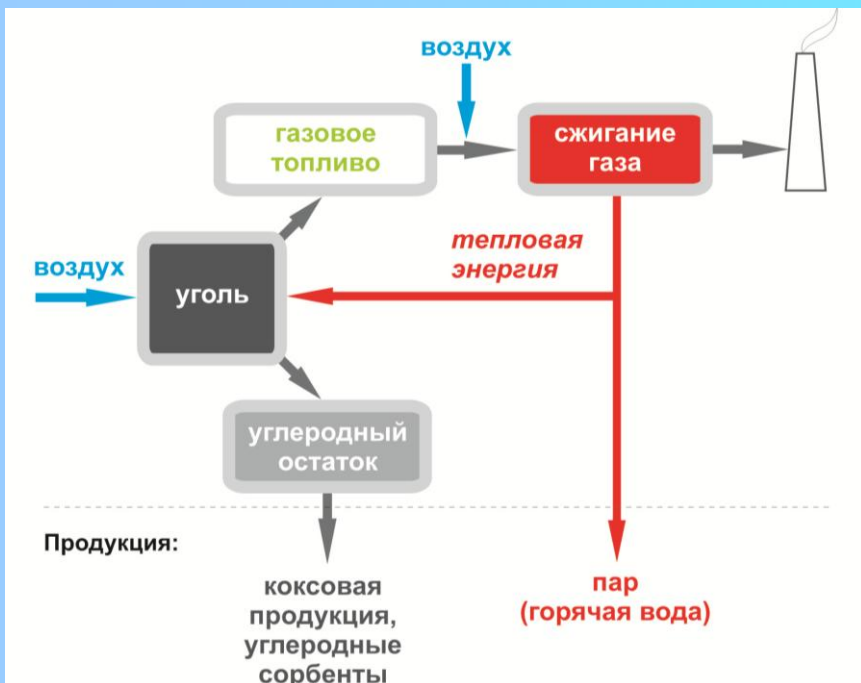 воздух
газовое
топливо
сжигание
газа
воздух
уголь
тепловая
энергия
углеродный
остаток
Продукция:
коксовая
продукция,
углеродные
сорбенты
пар
(горячая вода)